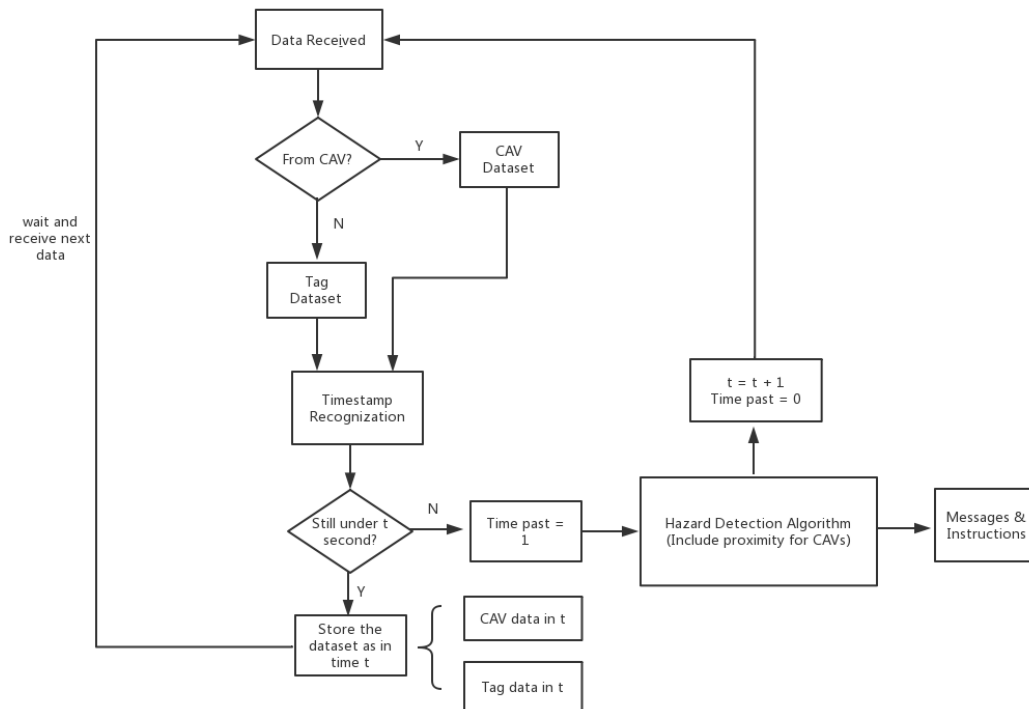 Data Received
From CAV?
Y
CAV
Dataset
N
wait and
receive next
data
Tag
Dataset
Timestamp
Recognization
t = t + 1
Time past = 0
Still under t
second?
N
Time past =
1
Hazard Detection Algorithm
(Include proximity for CAVs)
Messages &
Instructions
Y
Store the
dataset as in
time t
CAV data in t
Tag data in t